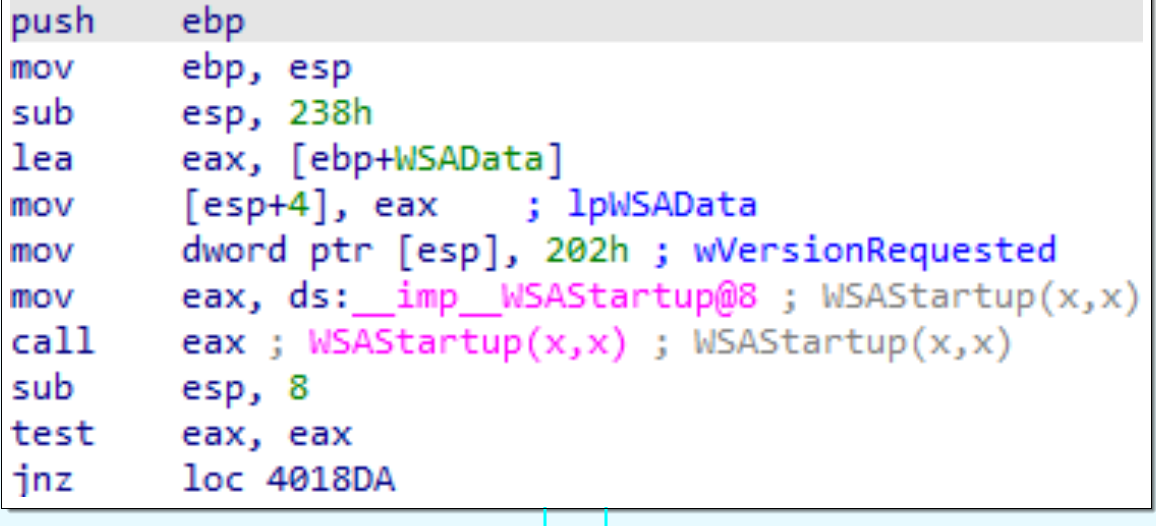 push ebp
mov ebp, esp
sub esp, 238h
lea eax, [ebp+WSAData]
mov [esp+4], eax ; lpWSAData
mov dword ptr [esp], 202h ; wVersionRequested
mov eax, ds:__imp__WSAStartup@8 ; WSAStartup(x,x)
call eax ; WSAStartup(x,x) ; WSAStartup(x,x)
sub esp, 8
test eax, eax
jnz loc_4018DA